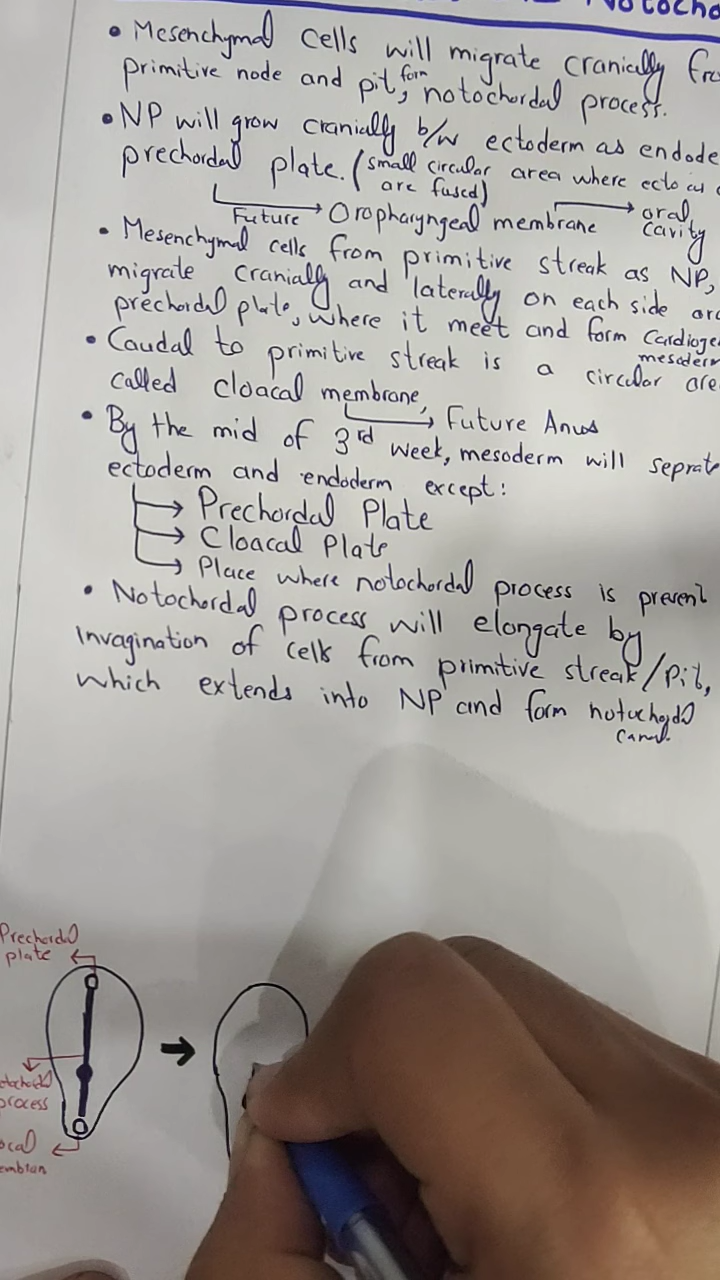 Notocho
• Mesenchymal cells will migrate cranially fro
primitive node and pit, form notochordal process.
• NP will grow cranially b/w ectoderm as endode
prechordal plate. (small circular area where ecto
are fused)
Future → Oropharyngeal membrane → oral cavity
• Mesenchymal cells from primitive streak as NP,
migrate cranially and laterally on each side aro
prechordal plate, where it meet and form Cardioge
mesoderm
• Caudal to primitive streak is a circular are
called cloacal membrane,
→ Future Anus
• By the mid of 3rd week, mesoderm will seprate
ectoderm and endoderm except:
→ Prechordal Plate
→ Cloacal Plate
→ Place where notochordal process is present
• Notochordal process will elongate by
Invagination of cells from primitive streak/Pit,
which extends into NP and form notochordal
canal.
Prechordal
plate
otochordal
process
ocal
embran